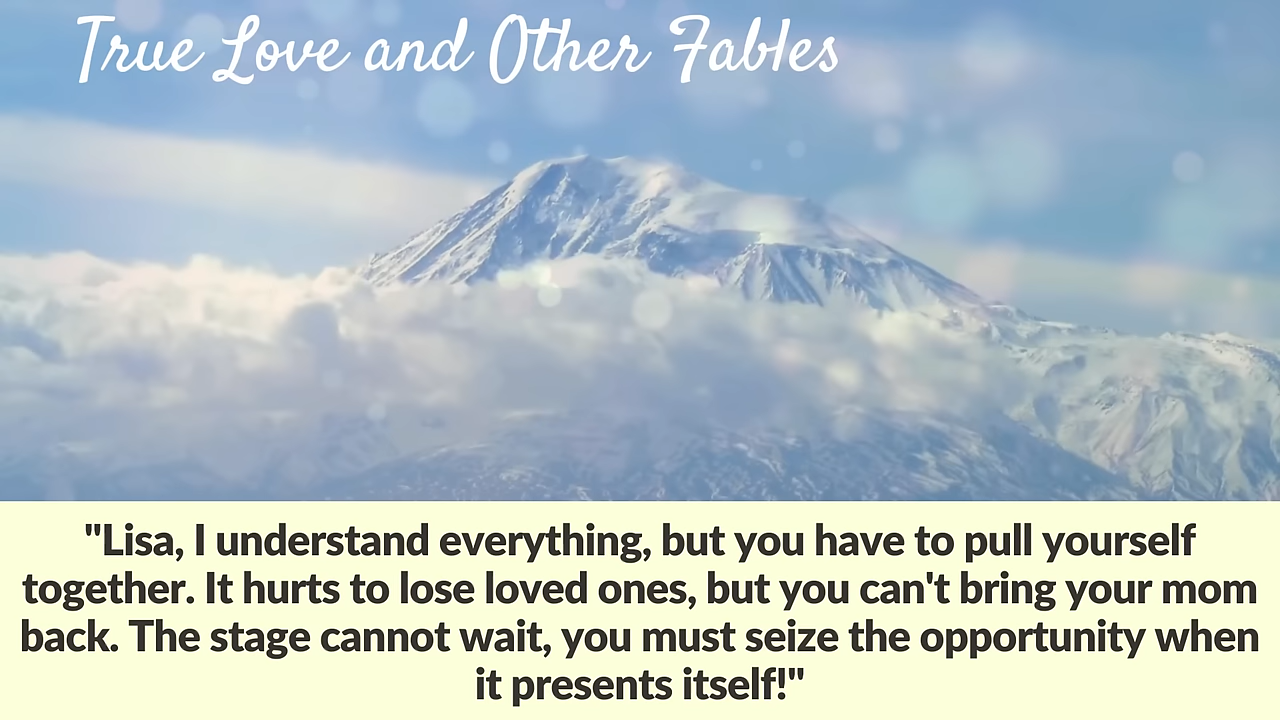 True Love and Other Fables
"Lisa, I understand everything, but you have to pull yourself
together. It hurts to lose loved ones, but you can't bring your mom
back. The stage cannot wait, you must seize the opportunity when
it presents itself!"